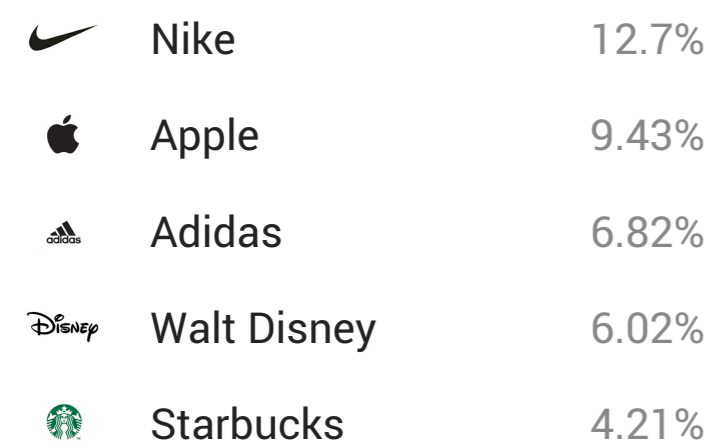 Nike 12.7%
Apple 9.43%
adidas Adidas 6.82%
Disney Walt Disney 6.02%
Starbucks 4.21%